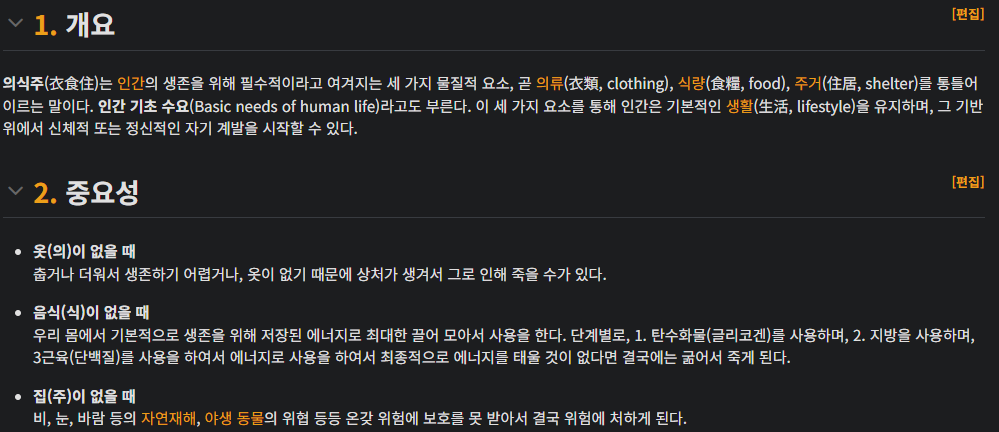 1. 개요
[편집]
의식주(衣食住)는 인간의 생존을 위해 필수적이라고 여겨지는 세 가지 물질적 요소, 곧 의류(衣類, clothing), 식량(食糧, food), 주거(住居, shelter)를 통틀어
이르는 말이다. 인간 기초 수요(Basic needs of human life)라고도 부른다. 이 세 가지 요소를 통해 인간은 기본적인 생활(生活, lifestyle)을 유지하며, 그 기반
위에서 신체적 또는 정신적인 자기 계발을 시작할 수 있다.
2. 중요성
[편집]
• 옷(의)이 없을 때
춥거나 더워서 생존하기 어렵거나, 옷이 없기 때문에 상처가 생겨서 그로 인해 죽을 수가 있다.
• 음식(식)이 없을 때
우리 몸에서 기본적으로 생존을 위해 저장된 에너지로 최대한 끌어 모아서 사용을 한다. 단계별로, 1. 탄수화물(글리코겐)를 사용하며, 2. 지방을 사용하며,
3근육(단백질)를 사용을 하여서 에너지로 사용을 하여서 최종적으로 에너지를 태울 것이 없다면 결국에는 굶어서 죽게 된다.
• 집(주)이 없을 때
비, 눈, 바람 등의 자연재해, 야생 동물의 위협 등등 온갖 위험에 보호를 못 받아서 결국 위험에 처하게 된다.